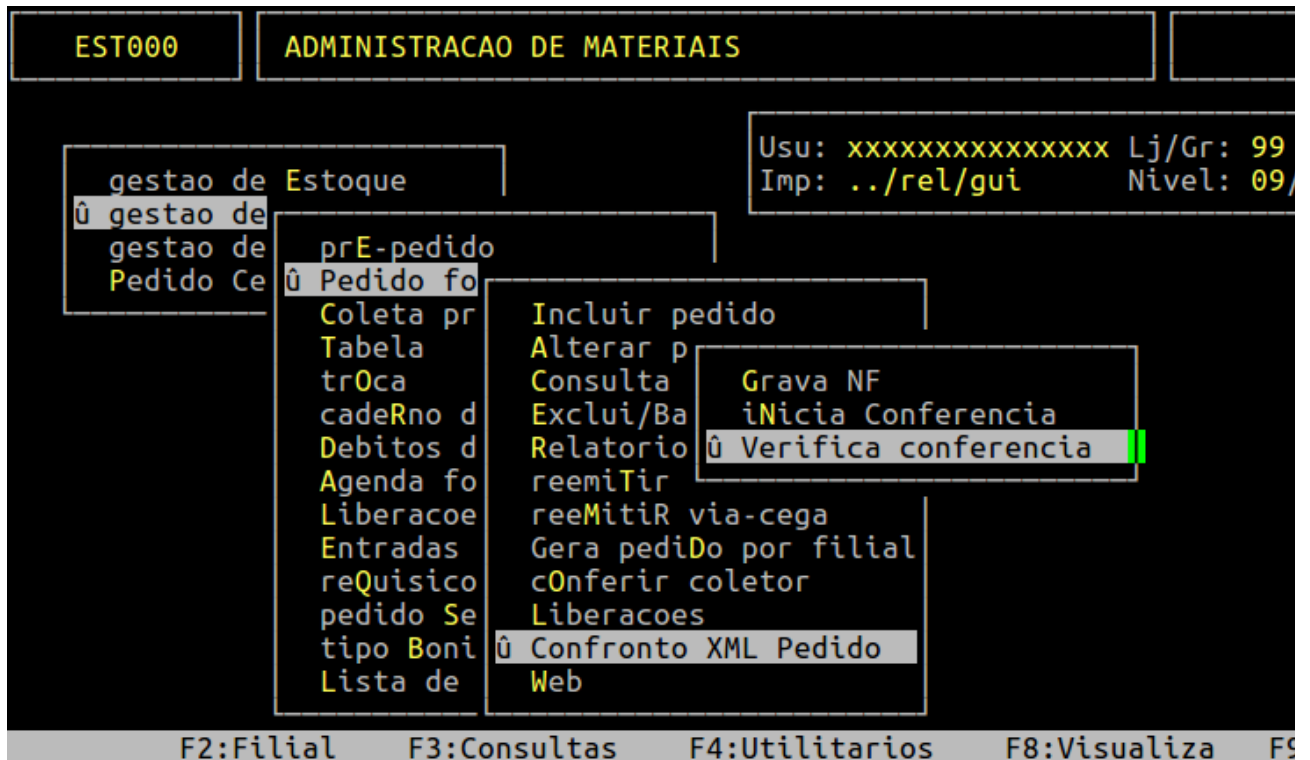 EST000 ADMINISTRACAO DE MATERIAIS
Usu: xxxxxxxxxxxxxxx Lj/Gr: 99
Imp: ../rel/gui Nivel: 09/
gestao de Estoque
û gestao de
gestao de
Pedido Ce
prE-pedido
û Pedido fo
Coleta pr
Tabela
trOca
cadeRno d
Debitos d
Agenda fo
Liberacoe
Entradas
reQuisico
pedido Se
tipo Boni
Lista de
Incluir pedido
Alterar p
Consulta
Exclui/Ba
Relatorio
reemiTir
reeMitiR via-cega
Gera pediDo por filial
cOnferir coletor
Liberacoes
û Confronto XML Pedido
Web
Grava NF
iNicia Conferencia
û Verifica conferencia
F2:Filial F3:Consultas F4:Utilitarios F8:Visualiza F9